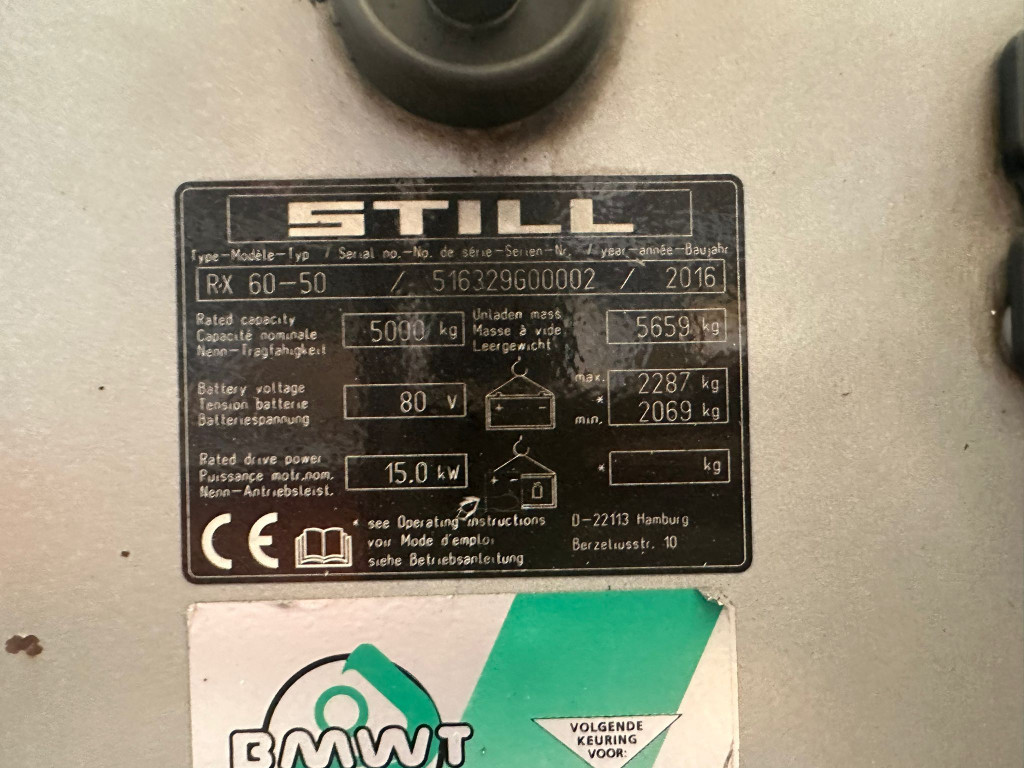 STILL
Type-Modèle-Typ / Serial no.-No. de série-Serien-Nr. / year-année-Baujahr
RX 60-50 / 516329G00002 / 2016
Rated capacity
Capacité nominale
Nenn-Tragfähigkeit
5000 kg
Unladen mass
Masse à vide
Leergewicht
5659 kg
Battery voltage
Tension batterie
Batteriespannung
80 V
+ -
max. 2287 kg
*
min. 2069 kg
Rated drive power
Puissance motr.nom.
Nenn-Antriebsleist.
15.0 kW
+ -
* kg
CE
* see Operating instructions
voir Mode d'emploi
siehe Betriebsanleitung
D-22113 Hamburg
Berzeliusstr. 10
BMWT
VOLGENDE
KEURING
VOOR: